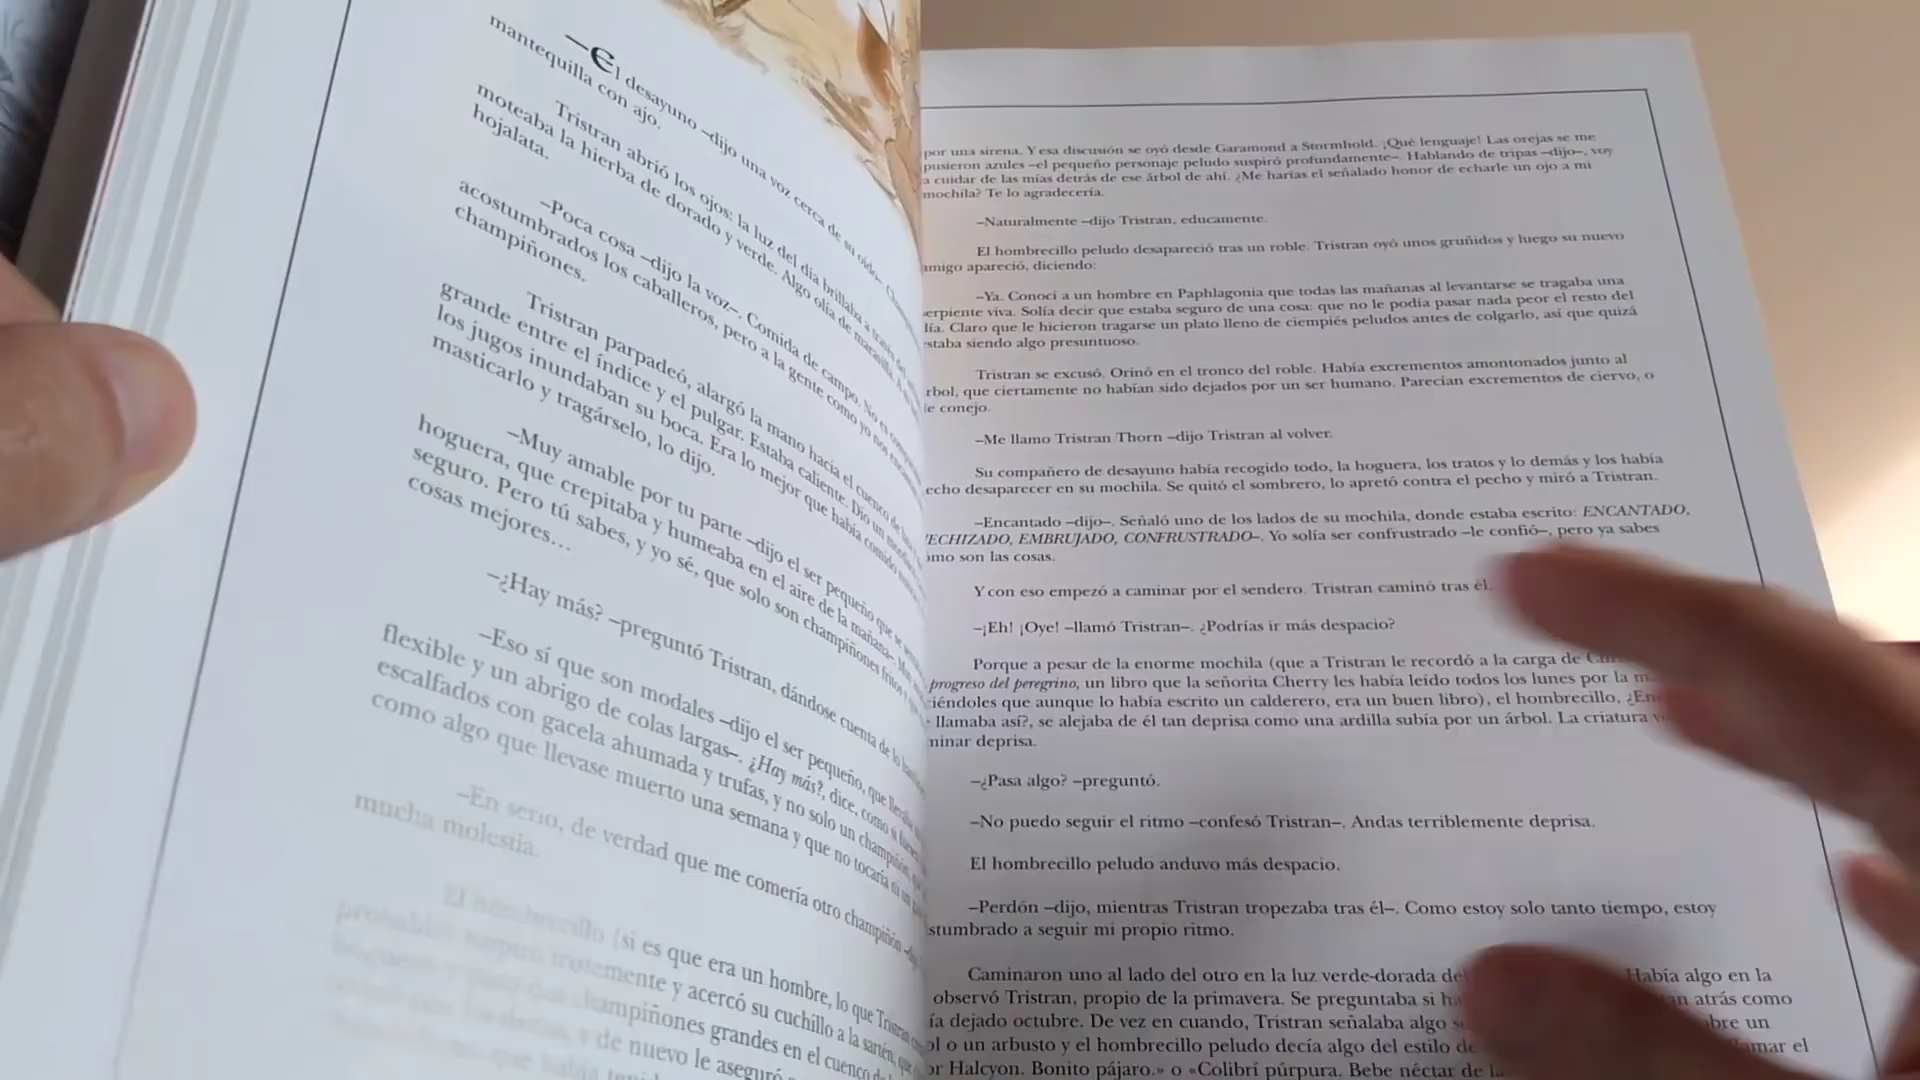 –El desayuno –dijo una voz cerca de su oído–.
mantequilla con ajo.
Tristran abrió los ojos: la luz del día brillaba a través del
moteaba la hierba de dorado y verde. Algo olía de maravilla. A su
hojalata.
–Poca cosa –dijo la voz–. Comida de campo. No es
acostumbrados los caballeros, pero a la gente como yo nos
champiñones.
Tristran parpadeó, alargó la mano hacia el cuenco de
grande entre el índice y el pulgar. Estaba caliente. Dio un
los jugos inundaban su boca. Era lo mejor que había comido
masticarlo y tragárselo, lo dijo.
–Muy amable por tu parte –dijo el ser pequeño que se
hoguera, que crepitaba y humeaba en el aire de la mañana–.
seguro. Pero tú sabes, y yo sé, que solo son champiñones fritos
cosas mejores…
–¿Hay más? –preguntó Tristran, dándose cuenta de lo
–Eso sí que son modales –dijo el ser pequeño, que llevaba
flexible y un abrigo de colas largas–. ¿Hay más?, dice, como si
escalfados con gacela ahumada y trufas, y no solo un champiñón,
como algo que llevase muerto una semana y que no tocaría ni un
–En serio, de verdad que me comería otro champiñón
mucha molestia.
El hombrecillo (si es que era un hombre, lo que Tristran
y acercó su cuchillo a la sartén, que
champiñones grandes en el cuenco de
de nuevo le aseguró
por una sirena. Y esa discusión se oyó desde Garamond a Stormhold. ¡Qué lenguaje! Las orejas se me
pusieron azules –el pequeño personaje peludo suspiró profundamente–. Hablando de tripas –dijo–, voy
a cuidar de las mías detrás de ese árbol de ahí. ¿Me harías el señalado honor de echarle un ojo a mi
mochila? Te lo agradecería.
–Naturalmente –dijo Tristran, educamente.
El hombrecillo peludo desapareció tras un roble. Tristran oyó unos gruñidos y luego su nuevo
amigo apareció, diciendo:
–Ya. Conocí a un hombre en Paphlagonia que todas las mañanas al levantarse se tragaba una
erpiente viva. Solía decir que estaba seguro de una cosa: que no le podía pasar nada peor el resto del
día. Claro que le hicieron tragarse un plato lleno de ciempiés peludos antes de colgarlo, así que quizá
staba siendo algo presuntuoso.
Tristran se excusó. Orinó en el tronco del roble. Había excrementos amontonados junto al
rbol, que ciertamente no habían sido dejados por un ser humano. Parecían excrementos de ciervo, o
de conejo.
–Me llamo Tristran Thorn –dijo Tristran al volver.
Su compañero de desayuno había recogido todo, la hoguera, los tratos y lo demás y los había
echo desaparecer en su mochila. Se quitó el sombrero, lo apretó contra el pecho y miró a Tristran.
–Encantado –dijo–. Señaló uno de los lados de su mochila, donde estaba escrito: ENCANTADO,
ECHIZADO, EMBRUJADO, CONFRUSTRADO–. Yo solía ser confrustrado –le confió–, pero ya sabes
ómo son las cosas.
Y con eso empezó a caminar por el sendero. Tristran caminó tras él.
–¡Eh! ¡Oye! –llamó Tristran–. ¿Podrías ir más despacio?
Porque a pesar de la enorme mochila (que a Tristran le recordó a la carga de
progreso del peregrino, un libro que la señorita Cherry les había leído todos los lunes por la
iéndoles que aunque lo había escrito un calderero, era un buen libro), el hombrecillo,
llamaba así?, se alejaba de él tan deprisa como una ardilla subía por un árbol. La criatura
minar deprisa.
–¿Pasa algo? –preguntó.
–No puedo seguir el ritmo –confesó Tristran–. Andas terriblemente deprisa.
El hombrecillo peludo anduvo más despacio.
–Perdón –dijo, mientras Tristran tropezaba tras él–. Como estoy solo tanto tiempo, estoy
stumbrado a seguir mi propio ritmo.
Caminaron uno al lado del otro en la luz verde-dorada de Había algo en la
observó Tristran, propio de la primavera. Se preguntaba si atrás como
ía dejado octubre. De vez en cuando, Tristran señalaba algo un
ol o un arbusto y el hombrecillo peludo decía algo del estilo de el
or Halcyon. Bonito pájaro.» o «Colibrí púrpura. Bebe néctar de